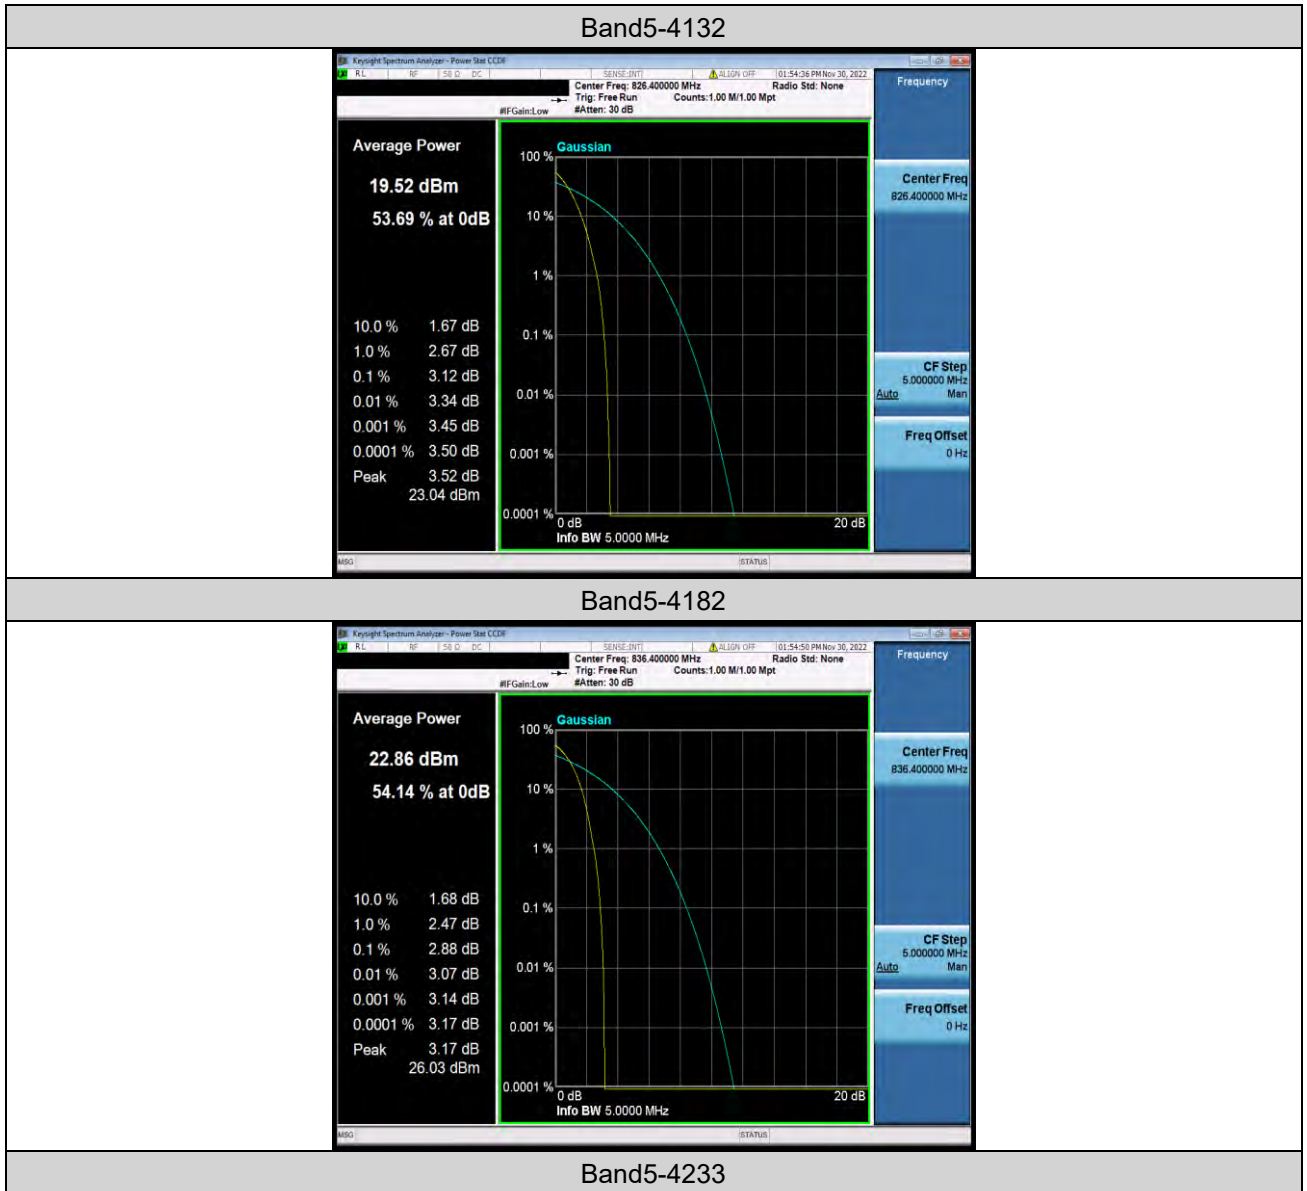 Band5-4132
Keysight Spectrum Analyzer - Power Stat CCDF
RL RF 50 Ω DC SENSE:INT ALIGN OFF 01:54:36 PM Nov 30, 2022
Center Freq: 826.400000 MHz Radio Std: None
Trig: Free Run Counts:1.00 M/1.00 Mpt
#IFGain:Low #Atten: 30 dB
Frequency
Average Power
19.52 dBm
53.69 % at 0dB
10.0 % 1.67 dB
1.0 % 2.67 dB
0.1 % 3.12 dB
0.01 % 3.34 dB
0.001 % 3.45 dB
0.0001 % 3.50 dB
Peak 3.52 dB
23.04 dBm
Gaussian
100 %
10 %
1 %
0.1 %
0.01 %
0.001 %
0.0001 %
0 dB 20 dB
Info BW 5.0000 MHz
Center Freq
826.400000 MHz
CF Step
5.000000 MHz
Auto Man
Freq Offset
0 Hz
MSG STATUS
Band5-4182
Keysight Spectrum Analyzer - Power Stat CCDF
RL RF 50 Ω DC SENSE:INT ALIGN OFF 01:54:50 PM Nov 30, 2022
Center Freq: 836.400000 MHz Radio Std: None
Trig: Free Run Counts:1.00 M/1.00 Mpt
#IFGain:Low #Atten: 30 dB
Frequency
Average Power
22.86 dBm
54.14 % at 0dB
10.0 % 1.68 dB
1.0 % 2.47 dB
0.1 % 2.88 dB
0.01 % 3.07 dB
0.001 % 3.14 dB
0.0001 % 3.17 dB
Peak 3.17 dB
26.03 dBm
Gaussian
100 %
10 %
1 %
0.1 %
0.01 %
0.001 %
0.0001 %
0 dB 20 dB
Info BW 5.0000 MHz
Center Freq
836.400000 MHz
CF Step
5.000000 MHz
Auto Man
Freq Offset
0 Hz
MSG STATUS
Band5-4233